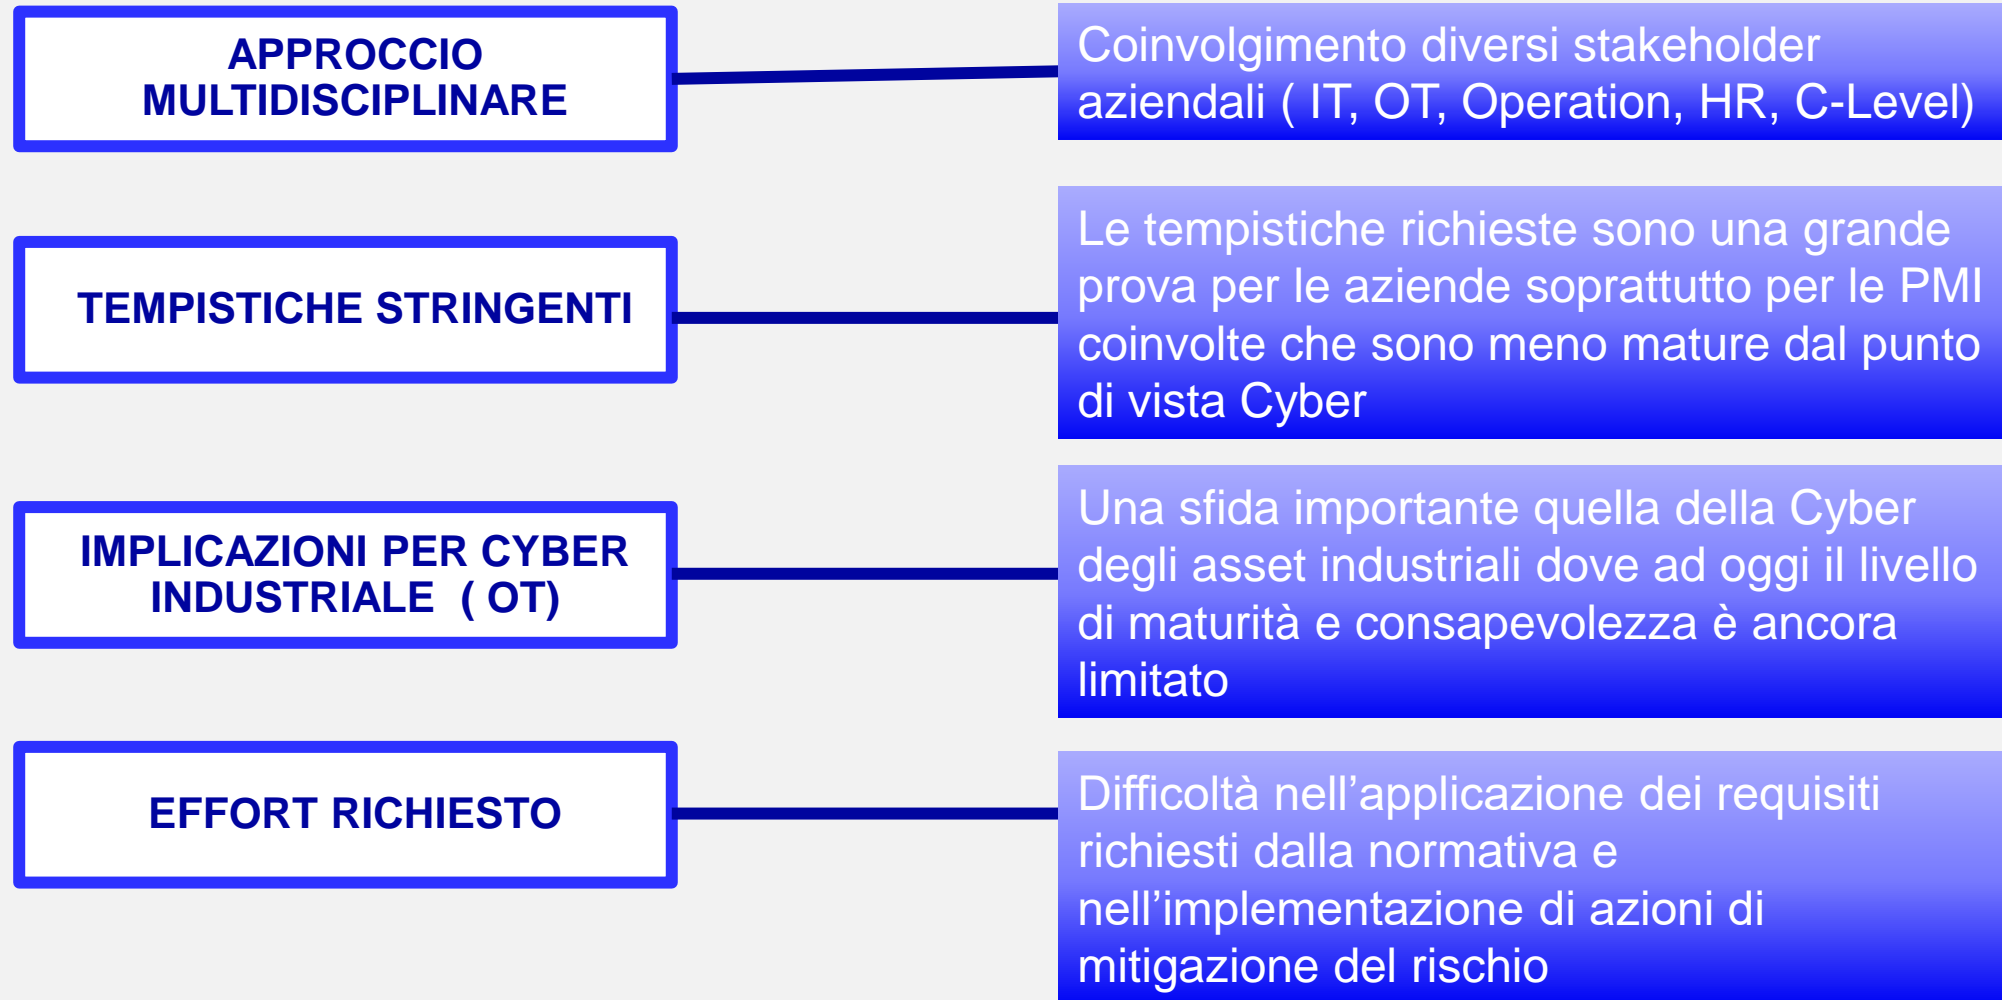 APPROCCIO
MULTIDISCIPLINARE
Coinvolgimento diversi stakeholder
aziendali ( IT, OT, Operation, HR, C-Level)
TEMPISTICHE STRINGENTI
Le tempistiche richieste sono una grande
prova per le aziende soprattutto per le PMI
coinvolte che sono meno mature dal punto
di vista Cyber
IMPLICAZIONI PER CYBER
INDUSTRIALE ( OT)
Una sfida importante quella della Cyber
degli asset industriali dove ad oggi il livello
di maturità e consapevolezza è ancora
limitato
EFFORT RICHIESTO
Difficoltà nell’applicazione dei requisiti
richiesti dalla normativa e
nell’implementazione di azioni di
mitigazione del rischio